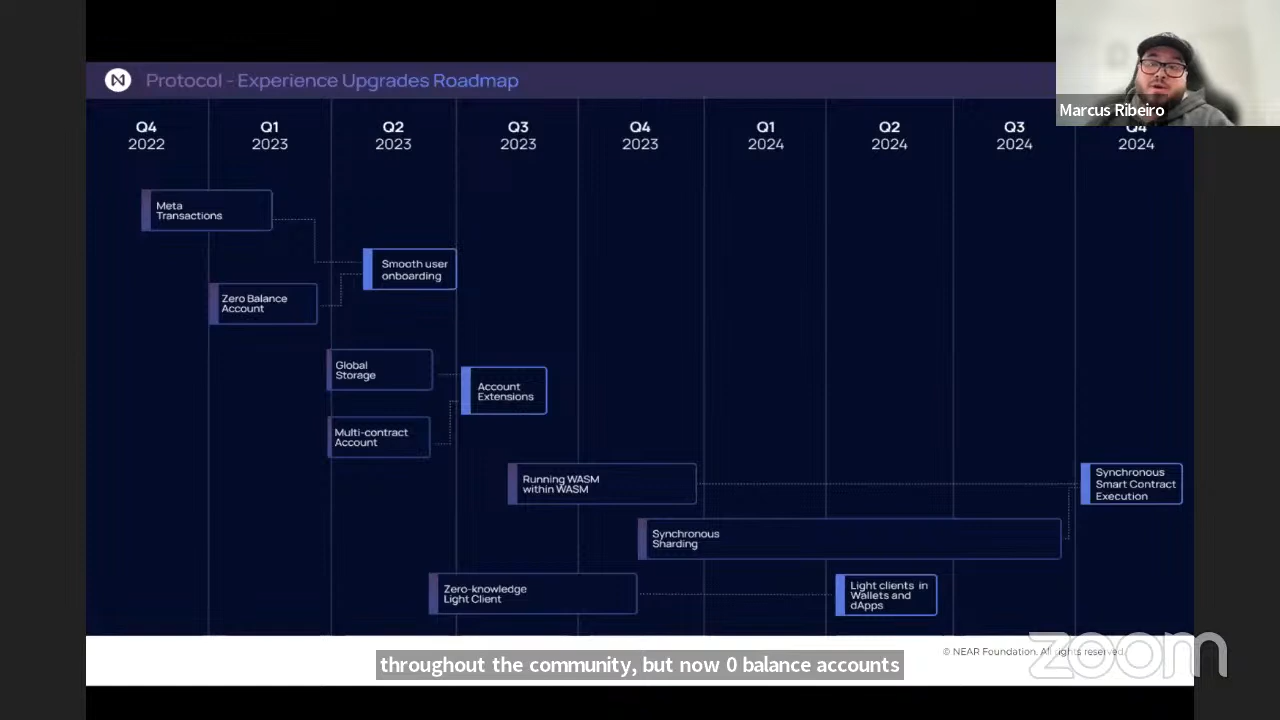 Protocol - Experience Upgrades Roadmap
Marcus Ribeiro
Q4
2022
Q1
2023
Q2
2023
Q3
2023
Q4
2023
Q1
2024
Q2
2024
Q3
2024
Q4
2024
Meta
Transactions
Smooth user
onboarding
Zero Balance
Account
Global
Storage
Account
Extensions
Multi-contract
Account
Running WASM
within WASM
Synchronous
Smart Contract
Execution
Synchronous
Sharding
Zero-knowledge
Light Client
Light clients in
Wallets and
dApps
© NEAR Foundation. All rights reserved.
zoom
throughout the community, but now 0 balance accounts